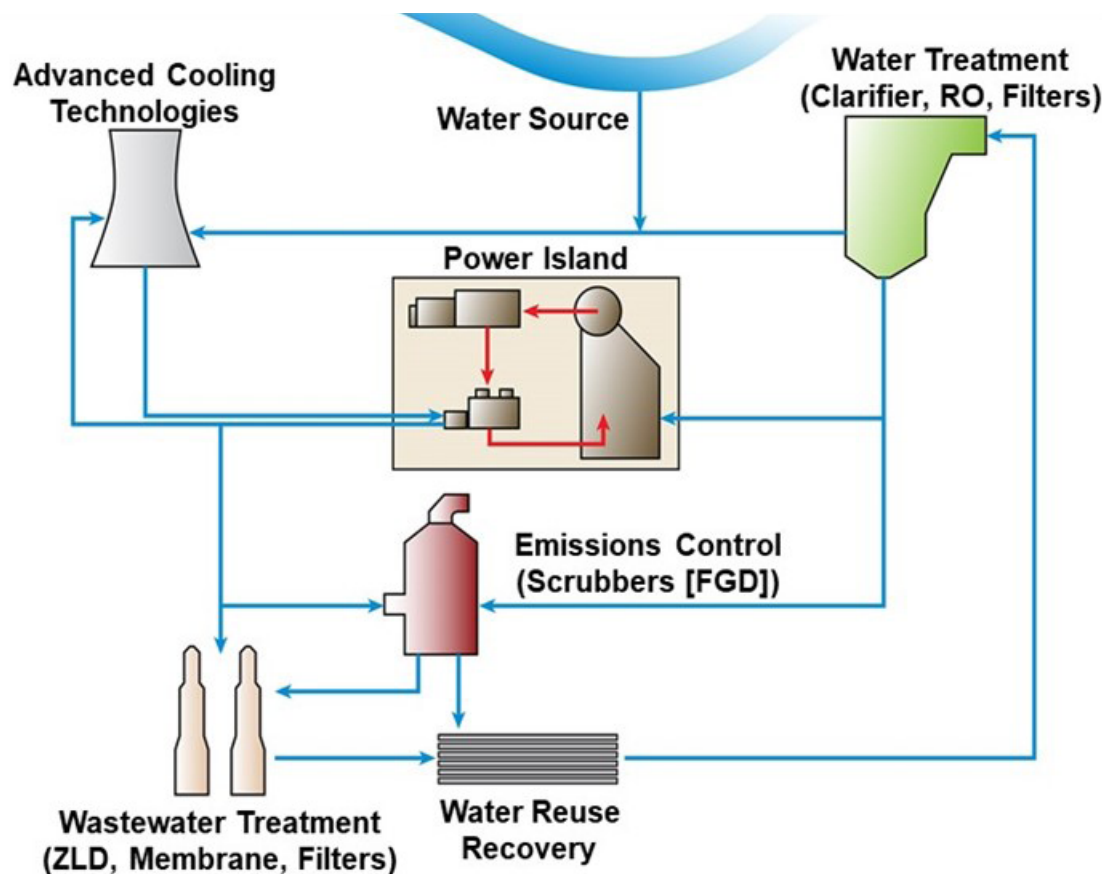 Advanced Cooling
Technologies
Water Source
Water Treatment
(Clarifier, RO, Filters)
Power Island
Emissions Control
(Scrubbers [FGD])
Wastewater Treatment
(ZLD, Membrane, Filters)
Water Reuse
Recovery